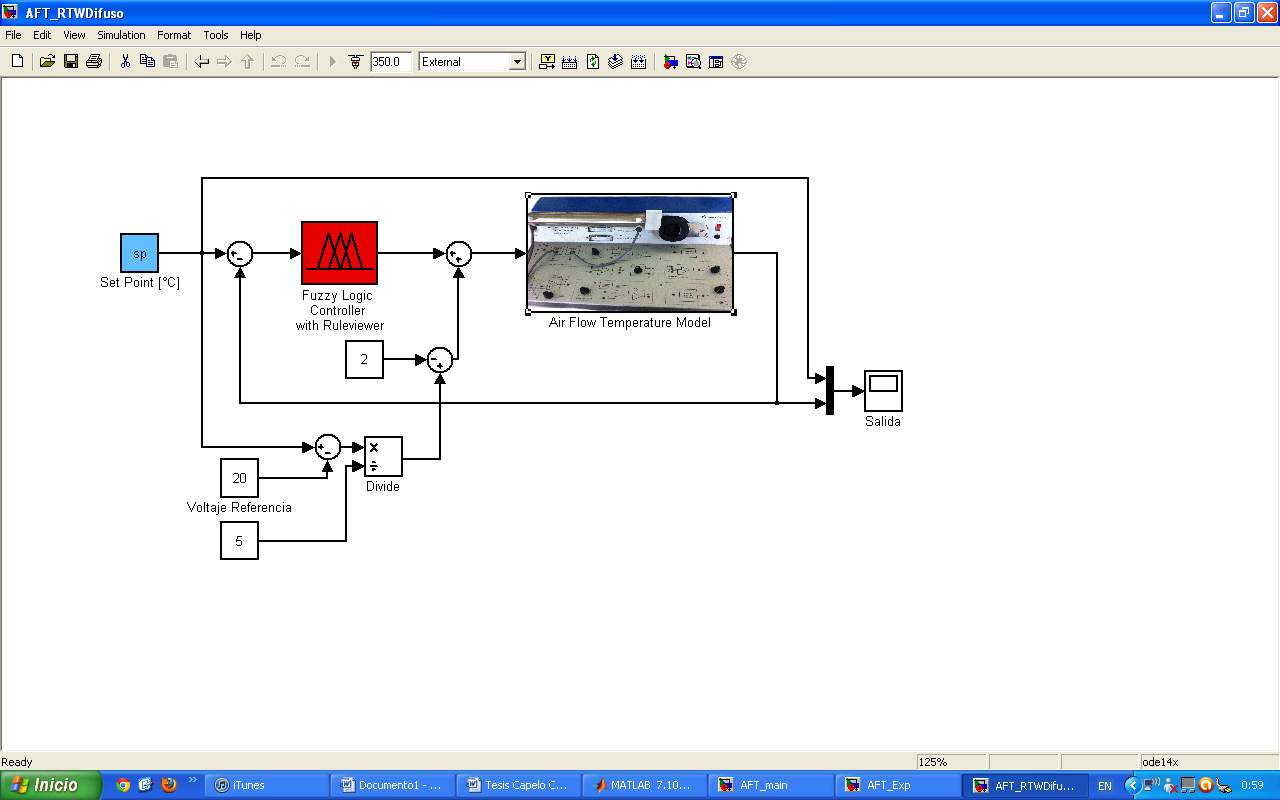 AFT_RTWDifuso
File Edit View Simulation Format Tools Help
350.0 External
sp
Set Point [°C]
Fuzzy Logic
Controller
with Ruleviewer
Air Flow Temperature Model
2
Salida
20
Divide
Voltaje Referencia
5
Ready 125% ode14x
Inicio iTunes Documento1 - ... Tesis Capelo C... MATLAB 7.10.... AFT_main AFT_Exp AFT_RTWDifu... EN 0:59